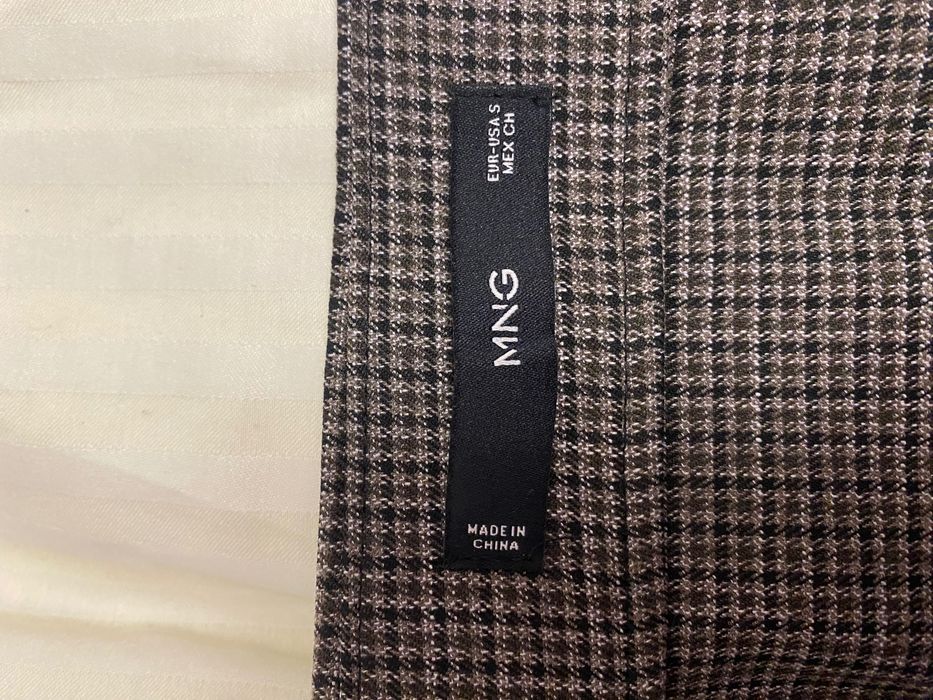 EUR-USA S
MEX CH
MNG
MADE IN
CHINA